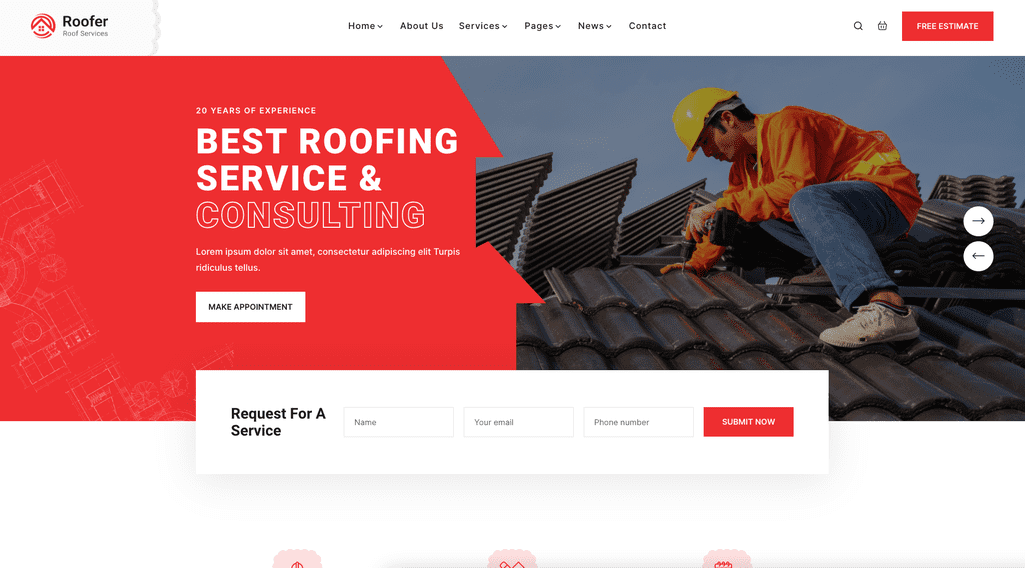 Roofer
Roof Services
Home
About Us
Services
Pages
News
Contact
FREE ESTIMATE
20 YEARS OF EXPERIENCE
BEST ROOFING
SERVICE &
CONSULTING
Lorem ipsum dolor sit amet, consectetur adipiscing elit Turpis
ridiculus tellus.
MAKE APPOINTMENT
Request For A
Service
Name
Your email
Phone number
SUBMIT NOW